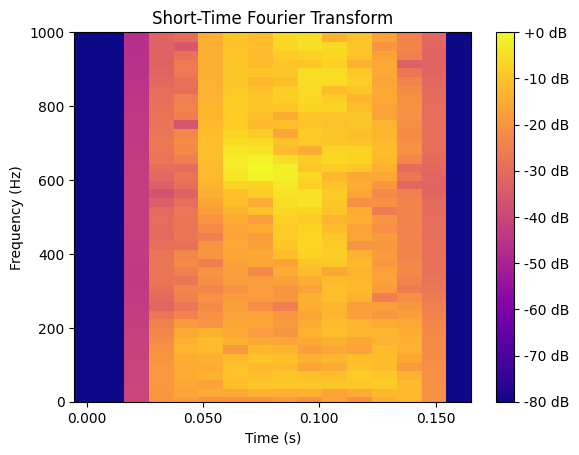 Short-Time Fourier Transform
1000
800
600
400
200
0
Frequency (Hz)
0.000
0.050
0.100
0.150
Time (s)
+0 dB
-10 dB
-20 dB
-30 dB
-40 dB
-50 dB
-60 dB
-70 dB
-80 dB